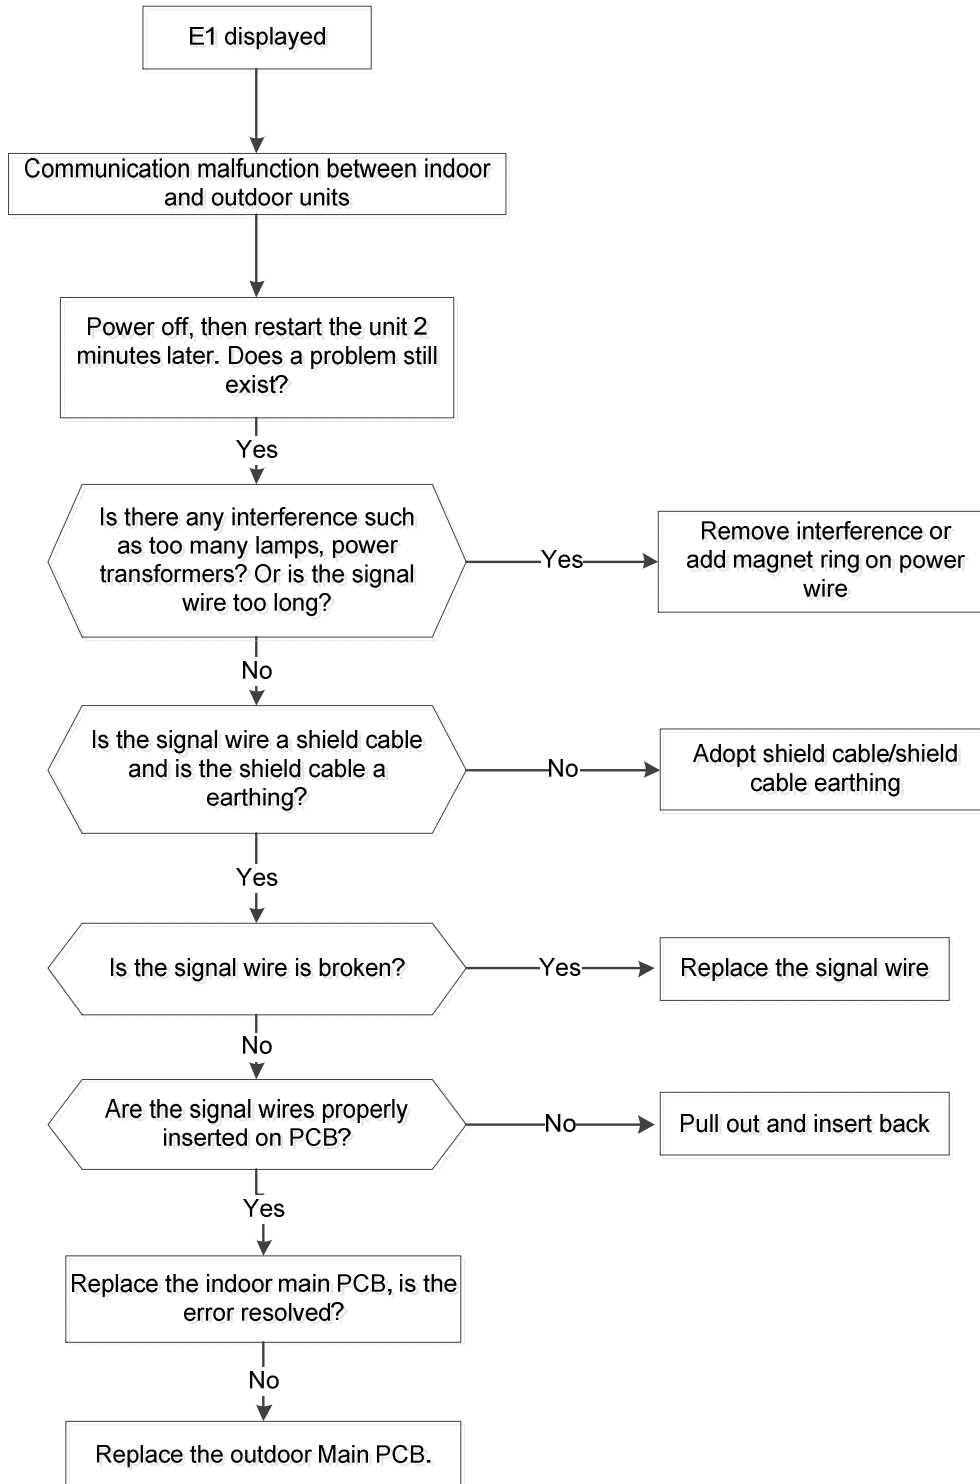 E1 displayed
Communication malfunction between indoor
and outdoor units
Power off, then restart the unit 2
minutes later. Does a problem still
exist?
Yes
Is there any interference such
as too many lamps, power
transformers? Or is the signal
wire too long?
Yes
Remove interference or
add magnet ring on power
wire
No
Is the signal wire a shield cable
and is the shield cable a
earthing?
No
Adopt shield cable/shield
cable earthing
Yes
Is the signal wire is broken?
Yes
Replace the signal wire
No
Are the signal wires properly
inserted on PCB?
No
Pull out and insert back
Yes
Replace the indoor main PCB, is the
error resolved?
No
Replace the outdoor Main PCB.